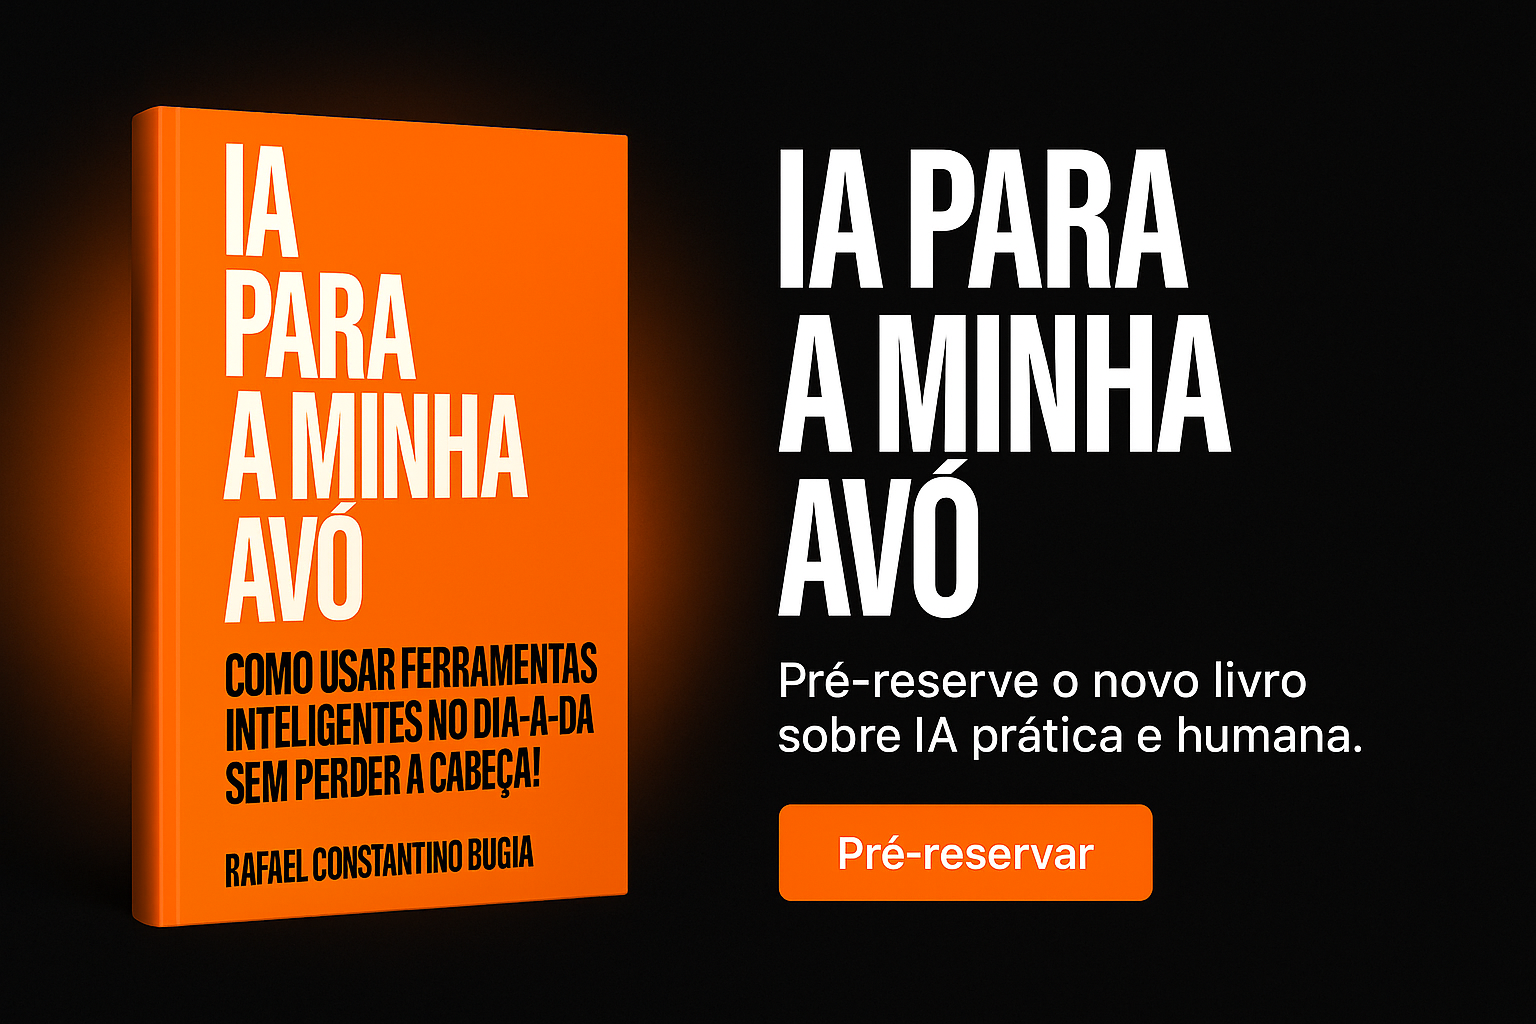 IA
PARA
A MINHA
AVÓ
COMO USAR FERRAMENTAS
INTELIGENTES NO DIA-A-DA
SEM PERDER A CABEÇA!
RAFAEL CONSTANTINO BUGIA
IA PARA
A MINHA
AVÓ
Pré-reserve o novo livro
sobre IA prática e humana.
Pré-reservar